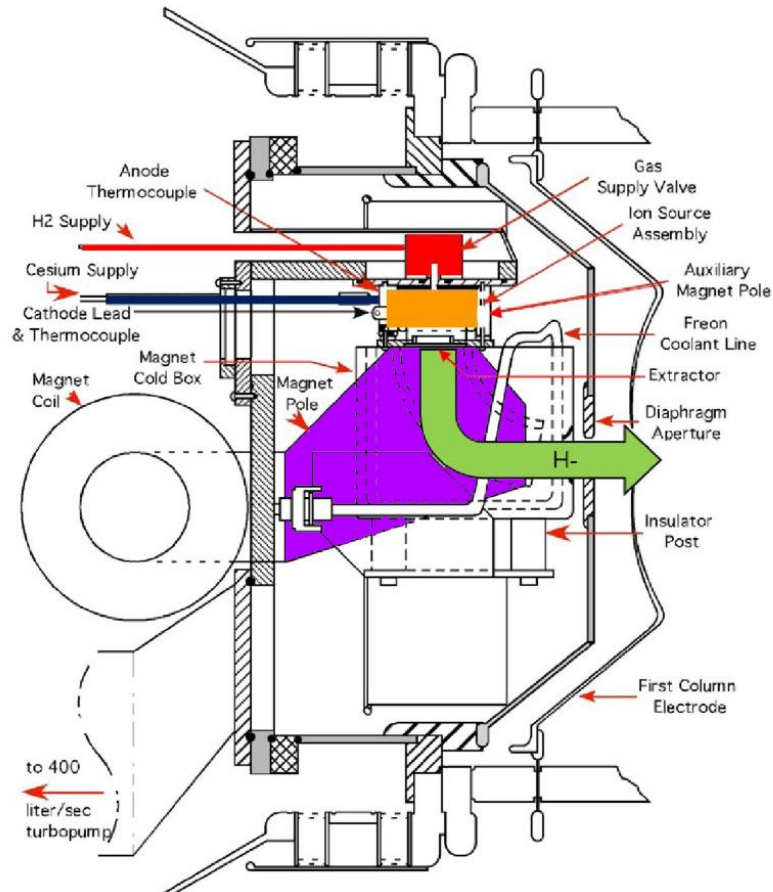 Anode
Thermocouple
Gas
Supply Valve
H2 Supply
Ion Source
Assembly
Cesium Supply
Auxiliary
Magnet Pole
Cathode Lead
& Thermocouple
Freon
Coolant Line
Magnet
Cold Box
Magnet
Coil
Magnet
Pole
Extractor
Diaphragm
Aperture
H-
Insulator
Post
First Column
Electrode
to 400
liter/sec
turbopump